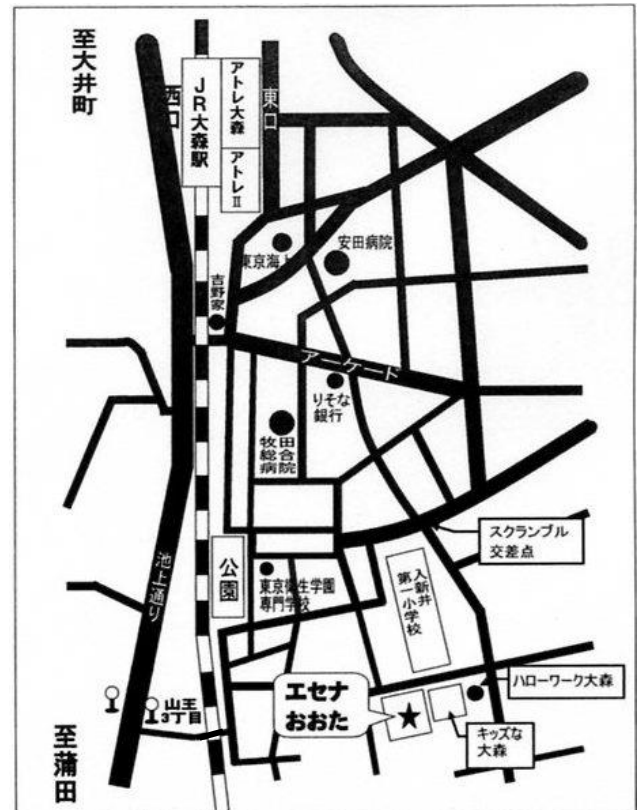 至大井町
西口
JR大森駅
アトレ大森
アトレⅡ
東口
東京海上
安田病院
吉野家
アーケード
りそな
銀行
牧田
総合
病院
スクランブル
交差点
公園
東京衛生学園
専門学校
入新井
第一小学校
池上通り
エセナ
おおた
ハローワーク大森
キッズな
大森
山王
3丁目
至蒲田